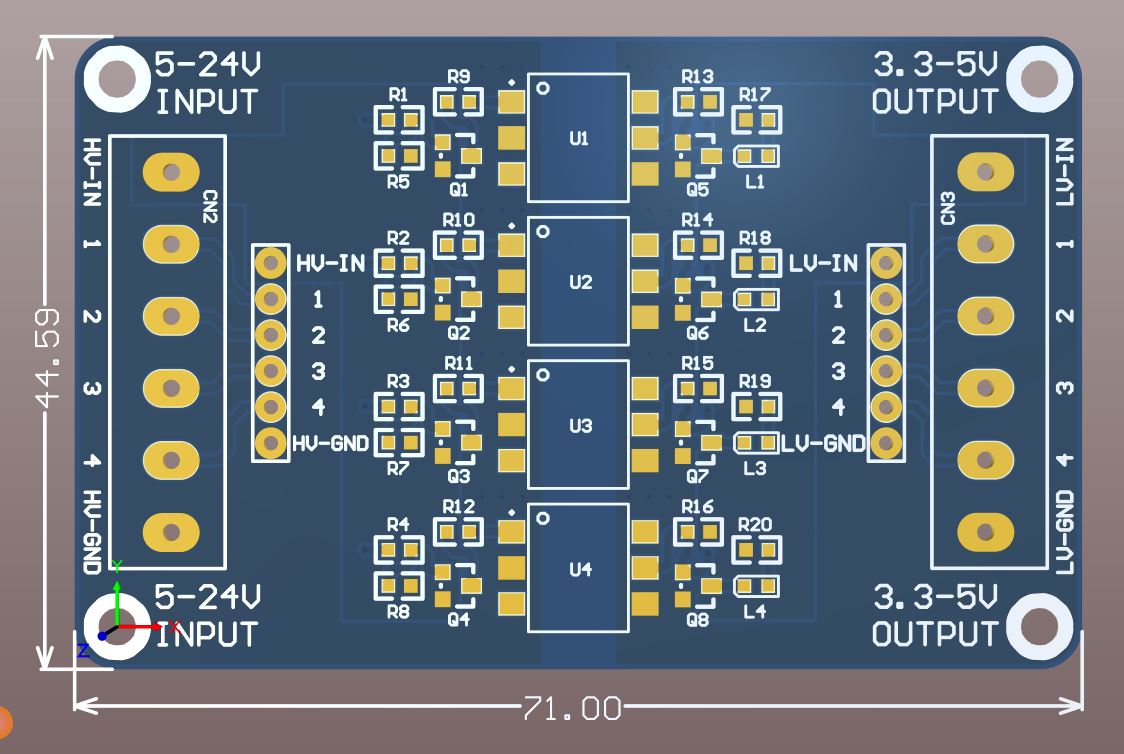 5-24V
INPUT
3.3-5V
OUTPUT
HV-IN
1
2
3
4
HV-GND
CN2
HV-IN
1
2
3
4
HV-GND
R1
R9
R5
Q1
U1
R13
R17
Q5
L1
R2
R10
R6
Q2
U2
R14
R18
Q6
L2
R3
R11
R7
Q3
U3
R15
R19
Q7
L3
R4
R12
R8
Q4
U4
R16
R20
Q8
L4
LV-IN
1
2
3
4
LV-GND
CN3
LV-IN
1
2
3
4
LV-GND
5-24V
INPUT
3.3-5V
OUTPUT
Y
X
Z
44.59
71.00